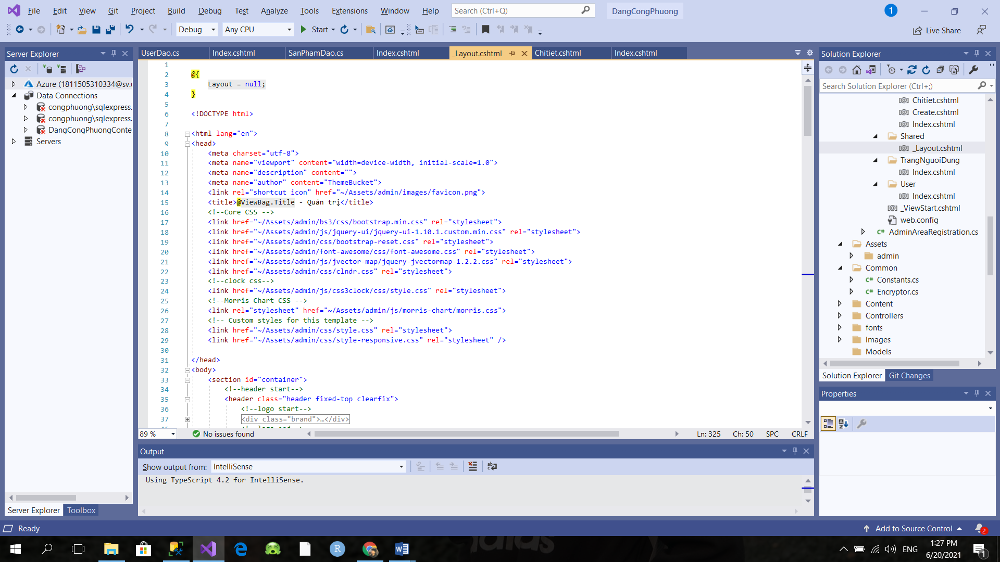 File Edit View Git Project Build Debug Test Analyze Tools Extensions Window Help Search (Ctrl+Q) DangCongPhuong 1
Debug Any CPU Start Live Share
Server Explorer
Azure (1811505310334@sv.u
Data Connections
congphuong\sqlexpress.
congphuong\sqlexpress.
DangCongPhuongConte
Servers
Server Explorer Toolbox
UserDao.cs Index.cshtml SanPhamDao.cs Index.cshtml _Layout.cshtml Chitiet.cshtml Index.cshtml
1
2 @{
3 Layout = null;
4 }
5
6 <!DOCTYPE html>
7
8 <html lang="en">
9 <head>
10 <meta charset="utf-8">
11 <meta name="viewport" content="width=device-width, initial-scale=1.0">
12 <meta name="description" content="">
13 <meta name="author" content="ThemeBucket">
14 <link rel="shortcut icon" href="~/Assets/admin/images/favicon.png">
15 <title>@ViewBag.Title - Quản trị</title>
16 <!--Core CSS -->
17 <link href="~/Assets/admin/bs3/css/bootstrap.min.css" rel="stylesheet">
18 <link href="~/Assets/admin/js/jquery-ui/jquery-ui-1.10.1.custom.min.css" rel="stylesheet">
19 <link href="~/Assets/admin/css/bootstrap-reset.css" rel="stylesheet">
20 <link href="~/Assets/admin/font-awesome/css/font-awesome.css" rel="stylesheet">
21 <link href="~/Assets/admin/js/jvector-map/jquery-jvectormap-1.2.2.css" rel="stylesheet">
22 <link href="~/Assets/admin/css/clndr.css" rel="stylesheet">
23 <!--clock css-->
24 <link href="~/Assets/admin/js/css3clock/css/style.css" rel="stylesheet">
25 <!--Morris Chart CSS -->
26 <link rel="stylesheet" href="~/Assets/admin/js/morris-chart/morris.css">
27 <!-- Custom styles for this template -->
28 <link href="~/Assets/admin/css/style.css" rel="stylesheet">
29 <link href="~/Assets/admin/css/style-responsive.css" rel="stylesheet" />
30
31 </head>
32 <body>
33 <section id="container">
34 <!--header start-->
35 <header class="header fixed-top clearfix">
36 <!--logo start-->
37 <div class="brand">…</div>
89 % No issues found Ln: 325 Ch: 50 SPC CRLF
Output
Show output from: IntelliSense
Using TypeScript 4.2 for IntelliSense.
Solution Explorer
Search Solution Explorer (Ctrl+;)
Chitiet.cshtml
Create.cshtml
Index.cshtml
Shared
_Layout.cshtml
TrangNguoiDung
Index.cshtml
User
Index.cshtml
_ViewStart.cshtml
web.config
C# AdminAreaRegistration.cs
Assets
admin
Common
C# Constants.cs
C# Encryptor.cs
Content
Controllers
fonts
Images
Models
Solution Explorer Git Changes
Properties
Ready Add to Source Control 2
ENG 1:27 PM
6/20/2021 1